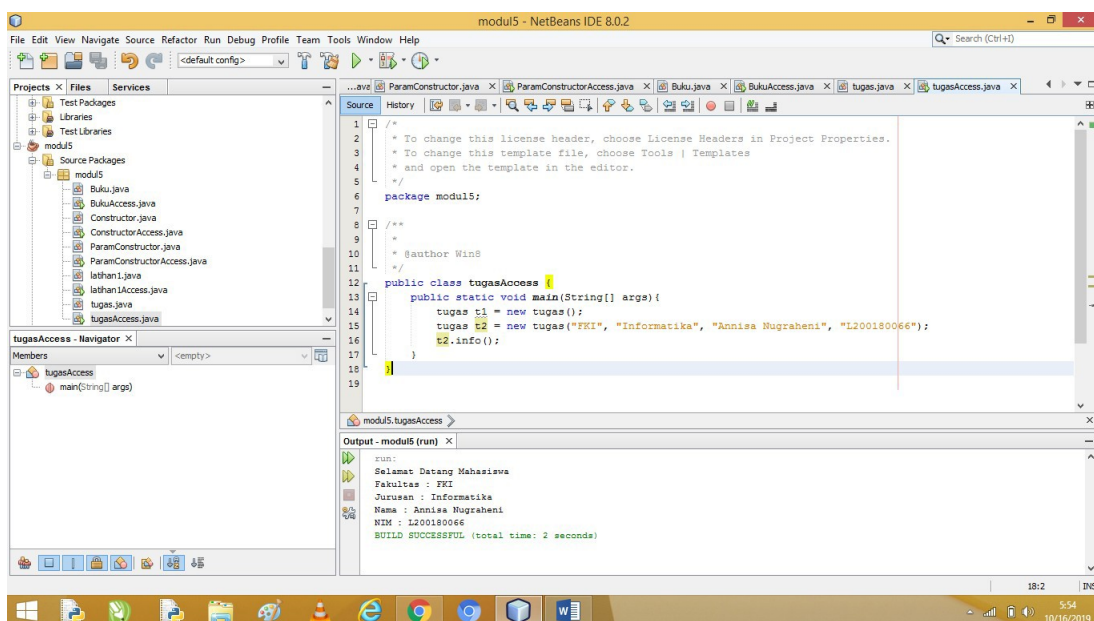 modul5 - NetBeans IDE 8.0.2
File Edit View Navigate Source Refactor Run Debug Profile Team Tools Window Help
Search (Ctrl+I)
<default config>
Projects Files Services
...ava ParamConstructor.java ParamConstructorAccess.java Buku.java BukuAccess.java tugas.java tugasAccess.java
Test Packages
Libraries
Test Libraries
modul5
Source Packages
modul5
Buku.java
BukuAccess.java
Constructor.java
ConstructorAccess.java
ParamConstructor.java
ParamConstructorAccess.java
latihan1.java
latihan1Access.java
tugas.java
tugasAccess.java
tugasAccess - Navigator
Members <empty>
tugasAccess
main(String[] args)
Source History
1 /*
2 * To change this license header, choose License Headers in Project Properties.
3 * To change this template file, choose Tools | Templates
4 * and open the template in the editor.
5 */
6 package modul5;
7
8 /**
9 *
10 * @author Win8
11 */
12 public class tugasAccess {
13 public static void main(String[] args){
14 tugas t1 = new tugas();
15 tugas t2 = new tugas("FKI", "Informatika", "Annisa Nugraheni", "L200180066");
16 t2.info();
17 }
18 }
19
modul5.tugasAccess
Output - modul5 (run)
run:
Selamat Datang Mahasiswa
Fakultas : FKI
Jurusan : Informatika
Nama : Annisa Nugraheni
NIM : L200180066
BUILD SUCCESSFUL (total time: 2 seconds)
18:2 INS
5:54
10/16/2019